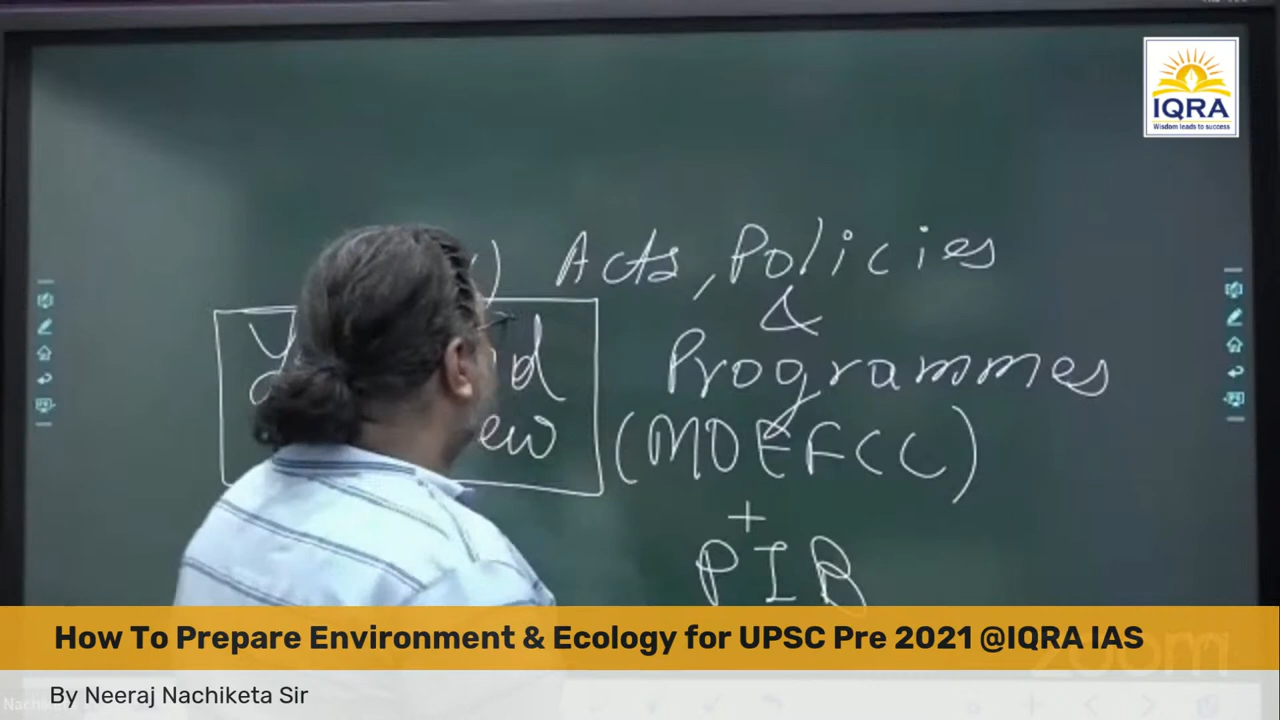 IQRA
Wisdom leads to success
) Acts, Policies
&
Programmes
(MOEFCC)
+
PIB
How To Prepare Environment & Ecology for UPSC Pre 2021 @IQRA IAS
zoom
By Neeraj Nachiketa Sir